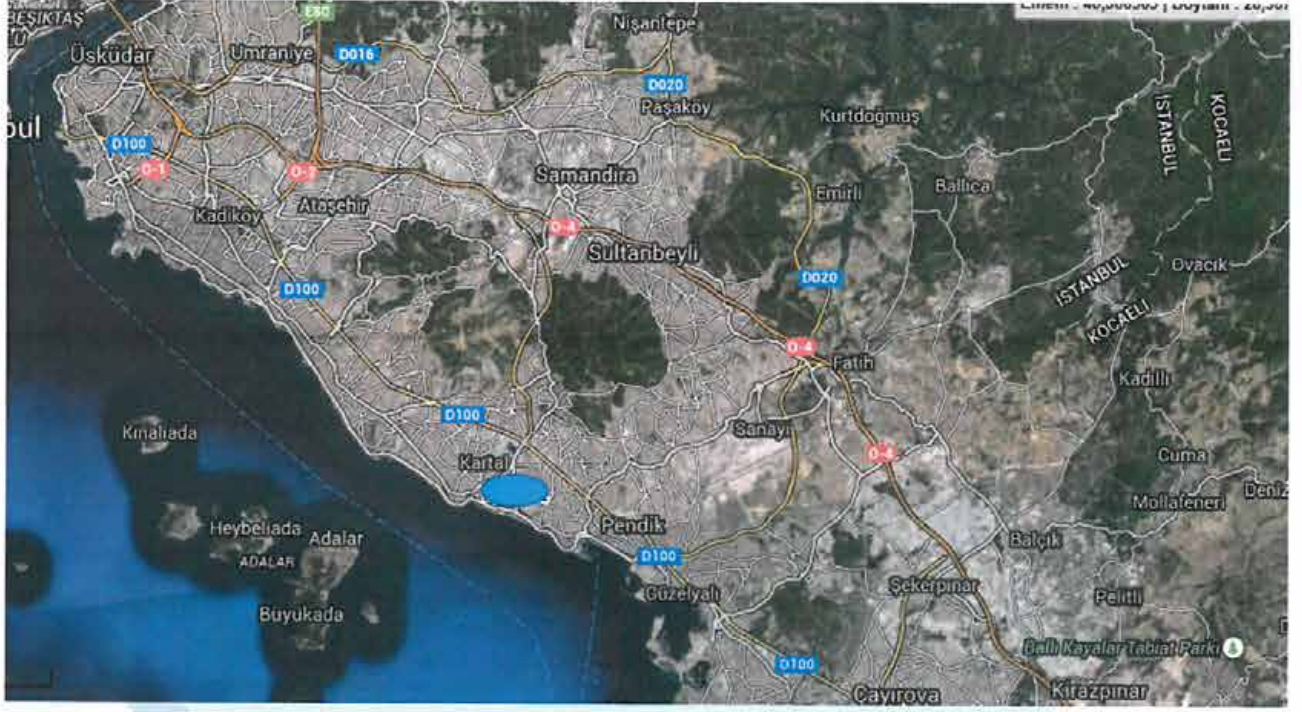 BEŞİKTAŞ
E80
Nişantepe
Üsküdar
Ümraniye
D016
D020
Paşaköy
Kurtdoğmuş
İSTANBUL
KOCAELİ
bul
D100
O-1
O-2
Samandıra
Emirli
Ballıca
Kadıköy
Ataşehir
O-4
Sultanbeyli
D020
Ovacık
İSTANBUL
KOCAELİ
D100
O-4
Fatih
Kadıllı
Kınalıada
D100
Sanayi
O-4
Kartal
Cuma
Mollafeneri
Deniz
Heybeliada
Adalar
ADALAR
Pendik
Balçık
D100
Büyükada
Güzelyalı
Şekerpınar
Pelitli
Ballı Kayalar Tabiat Parkı
D100
Çayırova
Kirazpınar